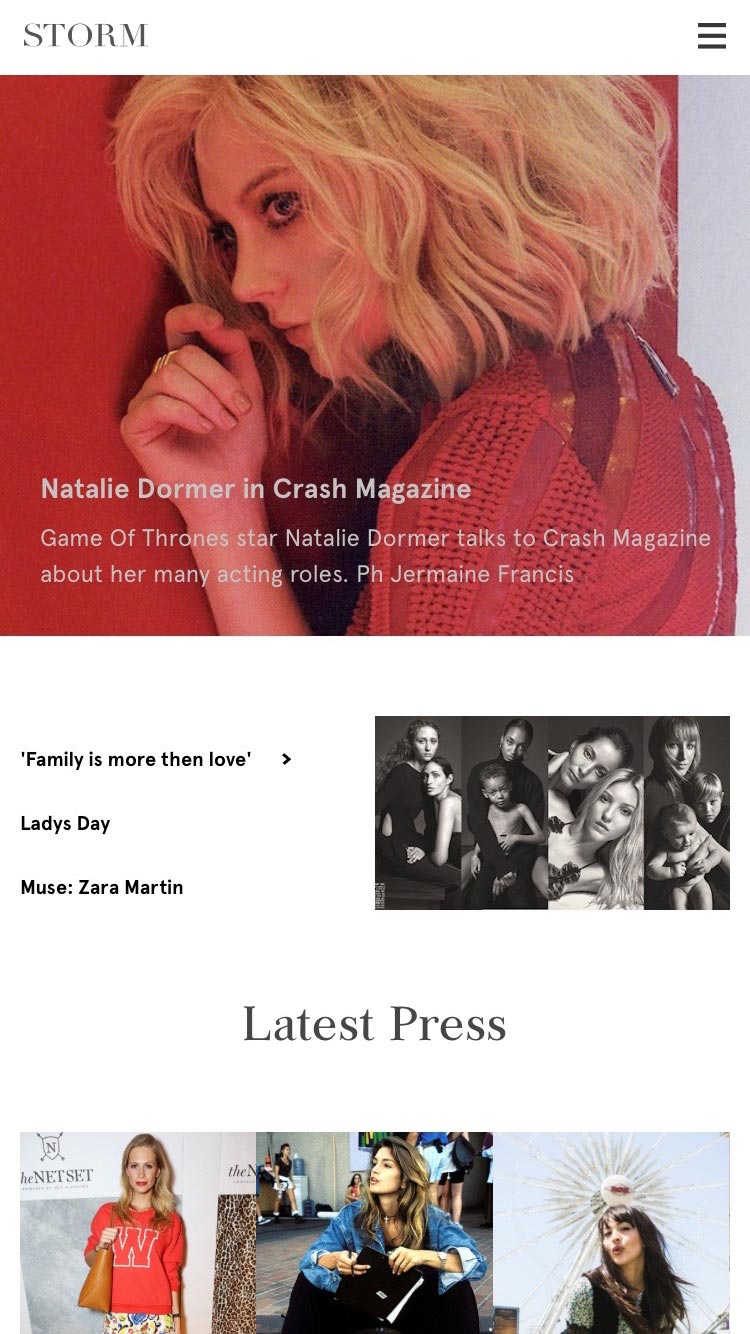 STORM
Natalie Dormer in Crash Magazine
Game Of Thrones star Natalie Dormer talks to Crash Magazine
about her many acting roles. Ph Jermaine Francis
'Family is more then love'
Ladys Day
Muse: Zara Martin
Latest Press
N
heNETSET
theN
W